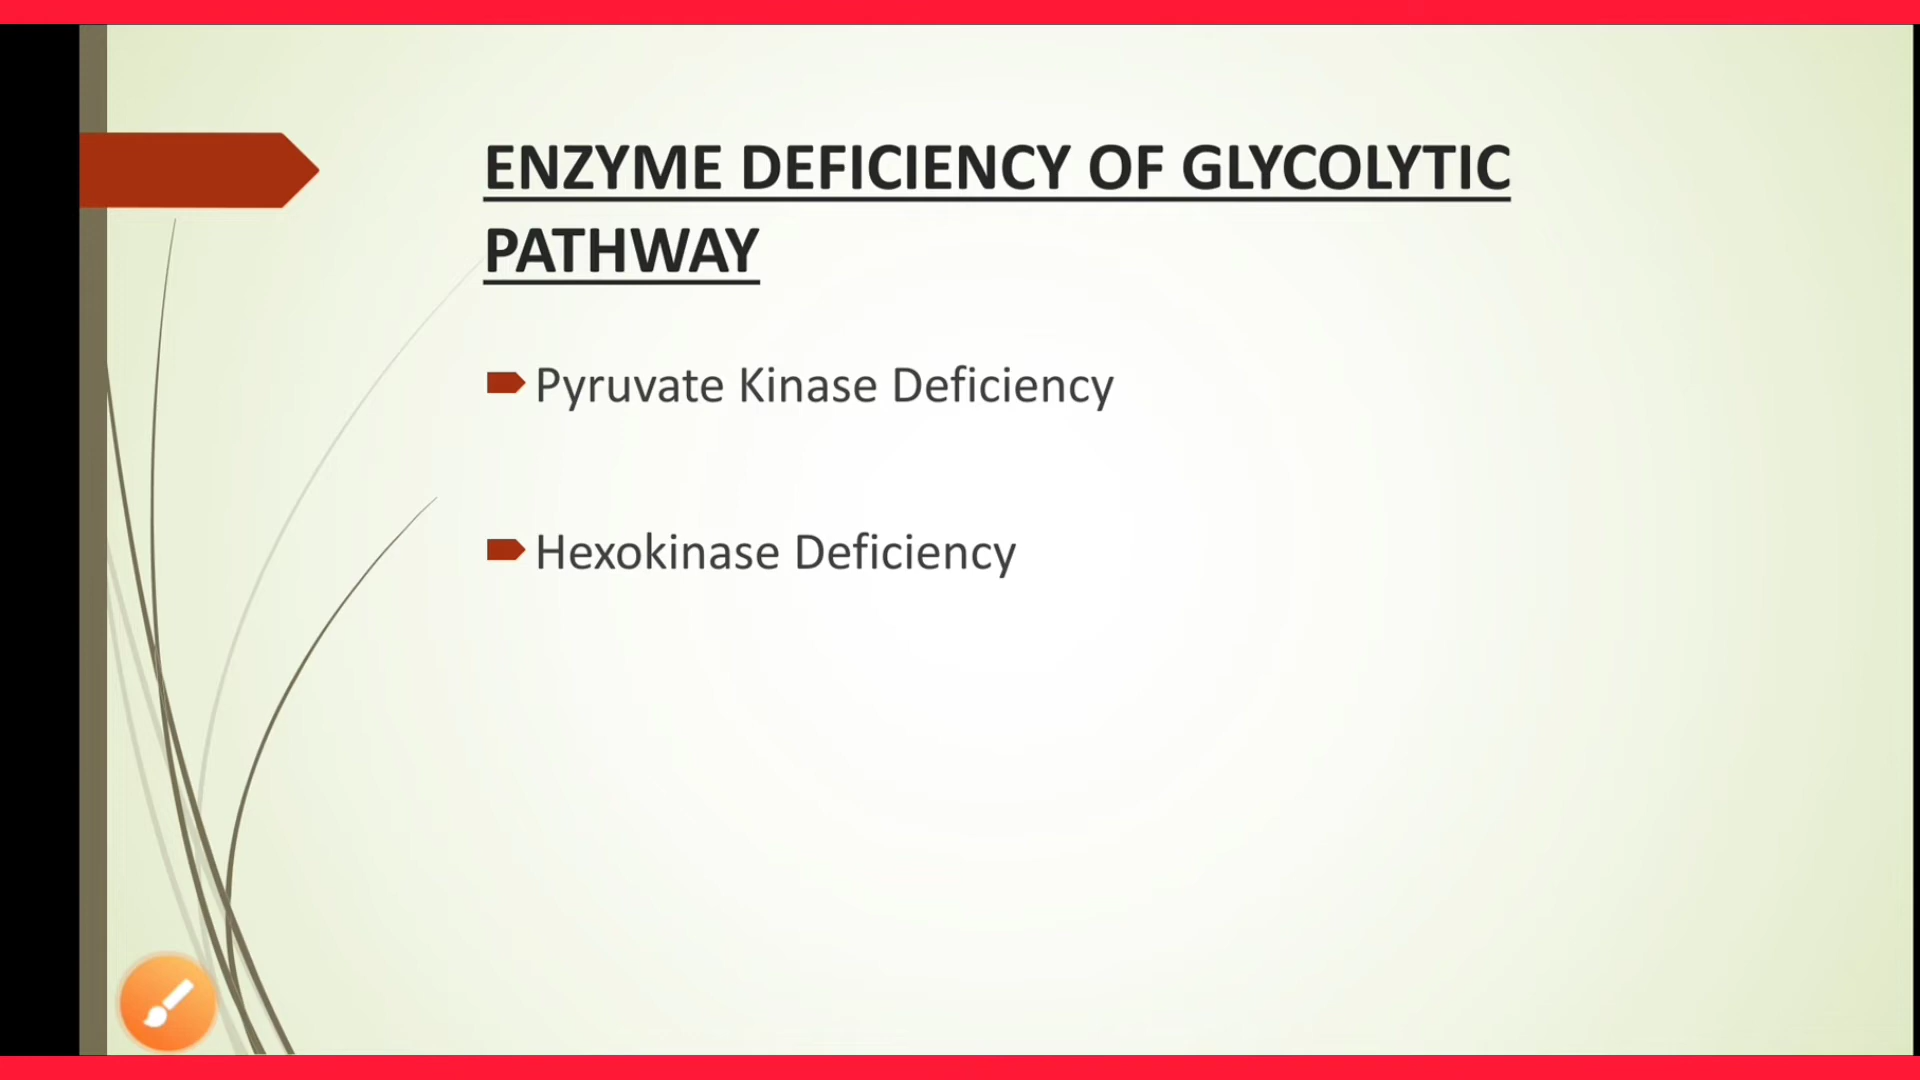 ENZYME DEFICIENCY OF GLYCOLYTIC
PATHWAY
Pyruvate Kinase Deficiency
Hexokinase Deficiency